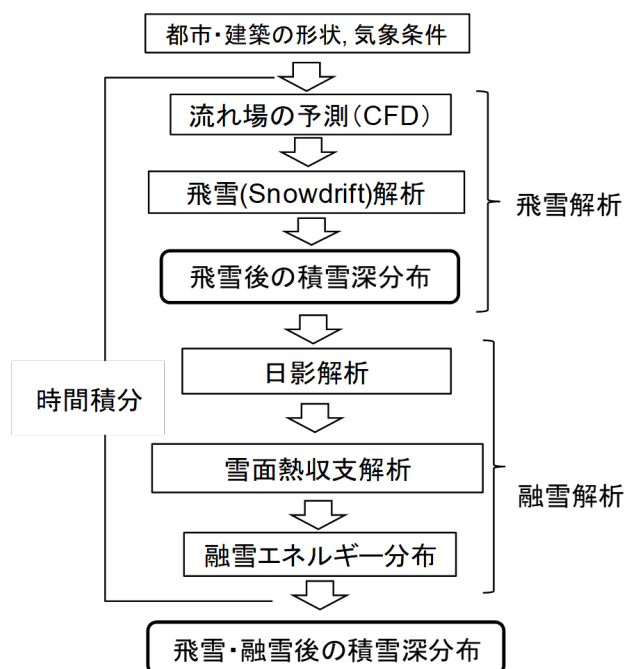 都市・建築の形状, 気象条件
流れ場の予測(CFD)
飛雪(Snowdrift)解析
飛雪解析
飛雪後の積雪深分布
日影解析
時間積分
雪面熱収支解析
融雪解析
融雪エネルギー分布
飛雪・融雪後の積雪深分布